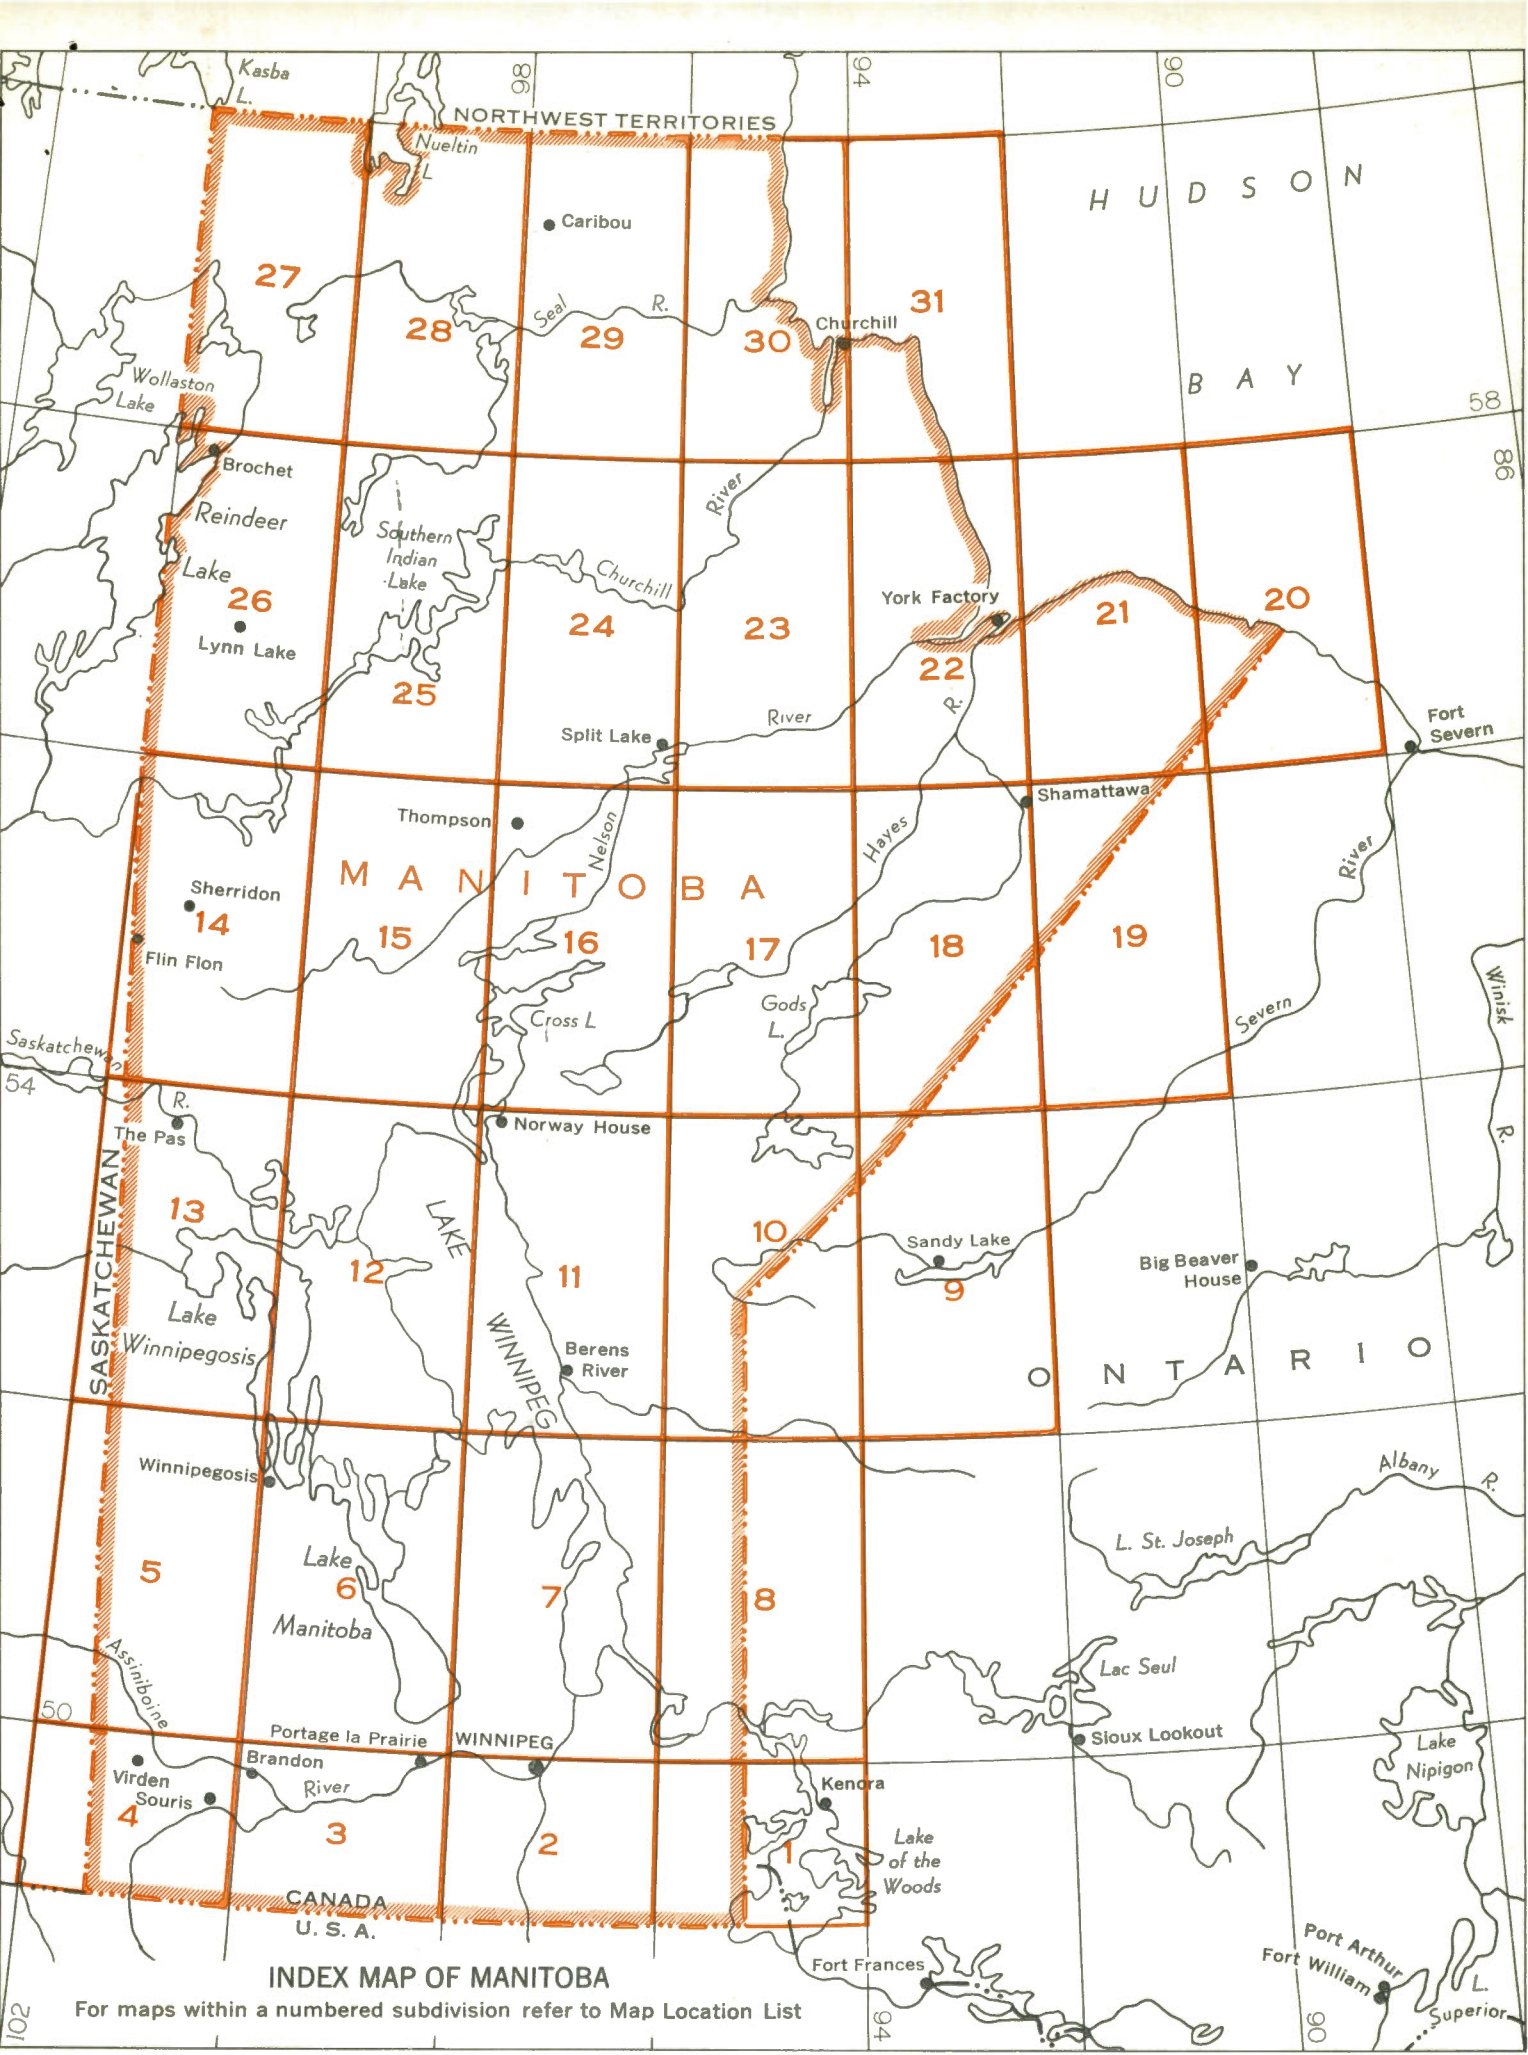 Kasba
L.
98
94
90
NORTHWEST TERRITORIES
Nueltin
L
HUDSON
Caribou
27
31
Seal
R.
28
29
30
Churchill
Wollaston
Lake
BAY
58
86
Brochet
Reindeer
River
Southern
Indian
Lake
Lake
Churchill
26
York Factory
21
20
Lynn Lake
24
23
22
25
R.
River
Split Lake
Fort
Severn
Shamattawa
Thompson
Nelson
Hayes
River
MANITOBA
Sherridon
14
15
16
17
18
19
Flin Flon
Gods
L.
Cross L
Severn
Winisk
Saskatchewan
54
R.
The Pas
Norway House
R.
SASKATCHEWAN
13
LAKE
10
Sandy Lake
12
11
9
Big Beaver
House
Lake
Winnipegosis
WINNIPEG
Berens
River
ONTARIO
Winnipegosis
Albany
R.
L. St. Joseph
5
Lake
6
Manitoba
7
8
Assiniboine
Lac Seul
50
Portage la Prairie
WINNIPEG
Sioux Lookout
Lake
Nipigon
Brandon
Virden
River
Souris
Kenora
4
3
2
1
Lake
of the
Woods
CANADA
U. S. A.
Fort Frances
Port Arthur
Fort William
L.
Superior
INDEX MAP OF MANITOBA
For maps within a numbered subdivision refer to Map Location List
102
94
90